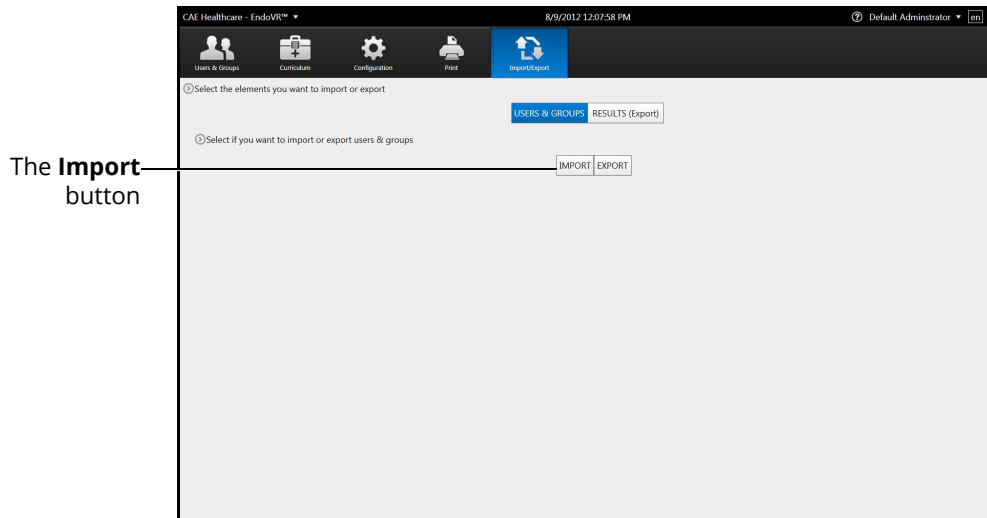 CAE Healthcare - EndoVR™ ▼ 8/9/2012 12:07:58 PM ? Default Adminstrator ▼ en
Users & Groups Curriculum Configuration Print Import/Export
Select the elements you want to import or export
USERS & GROUPS RESULTS (Export)
Select if you want to import or export users & groups
The Import
button
IMPORT EXPORT